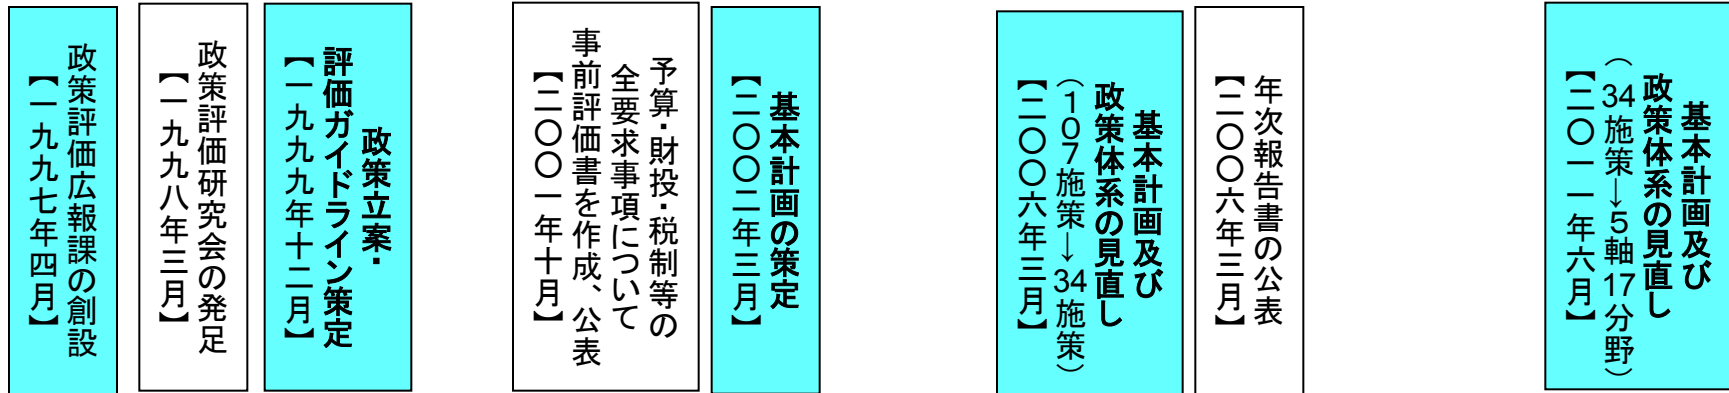 政策評価広報課の創設
【一九九七年四月】
政策評価研究会の発足
【一九九八年三月】
政策立案・
評価ガイドライン策定
【一九九九年十二月】
予算・財投・税制等の
全要求事項について
事前評価書を作成、公表
【二〇〇一年十月】
基本計画の策定
【二〇〇二年三月】
基本計画及び
政策体系の見直し
（１０７施策→34施策）
【二〇〇六年三月】
年次報告書の公表
【二〇〇六年三月】
基本計画及び
政策体系の見直し
（34施策→５軸17分野）
【二〇一一年六月】